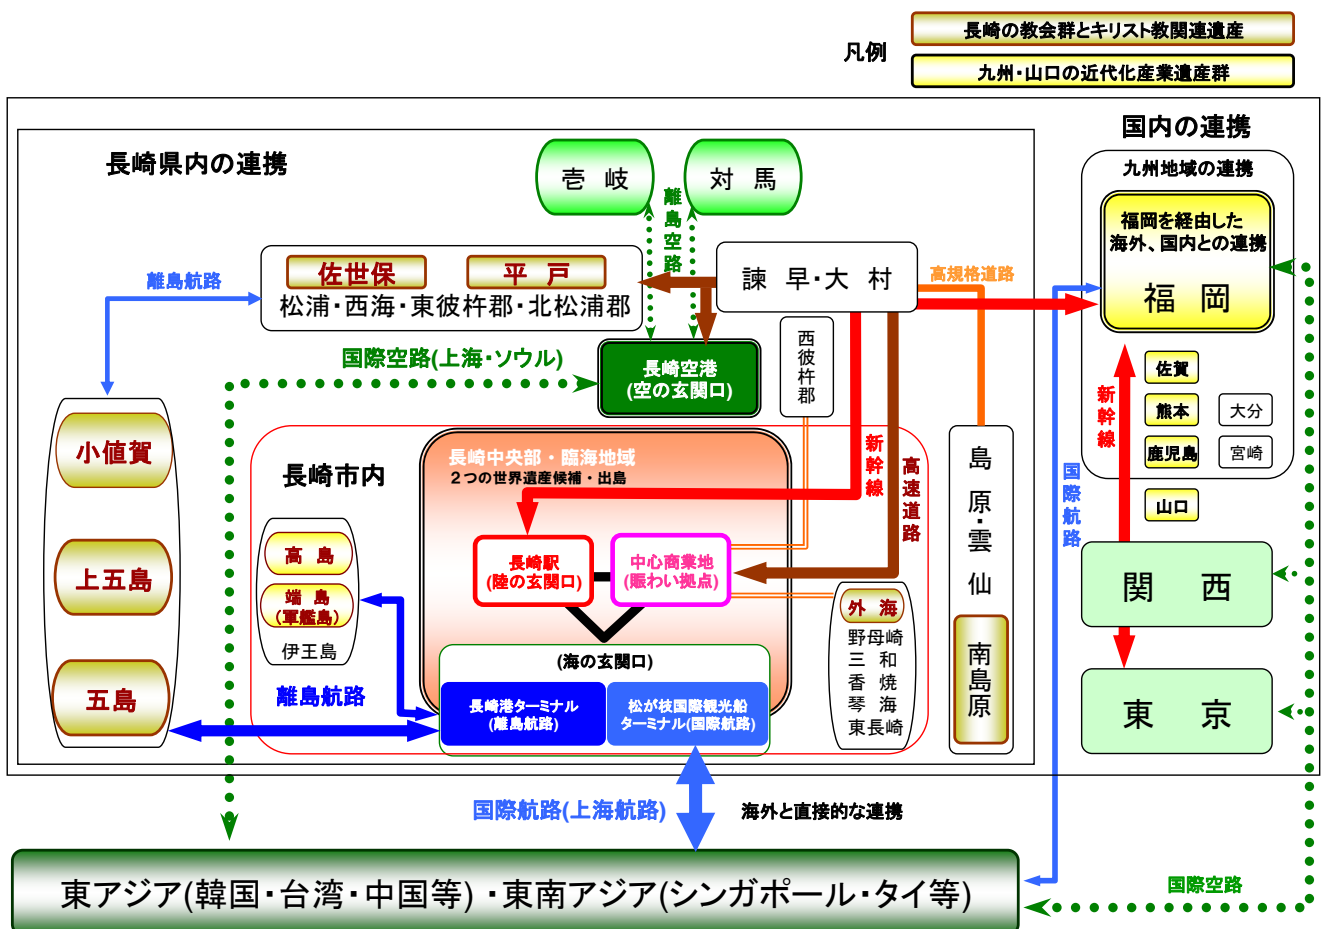 凡例
長崎の教会群とキリスト教関連遺産
九州・山口の近代化産業遺産群
長崎県内の連携
国内の連携
九州地域の連携
壱 岐
対 馬
離島空路
福岡を経由した
海外、国内との連携
福 岡
離島航路
佐世保
平 戸
松浦・西海・東彼杵郡・北松浦郡
諫 早・大 村
高規格道路
国際空路(上海・ソウル)
長崎空港
(空の玄関口)
西彼杵郡
新幹線
佐賀
熊本
大分
鹿児島
宮崎
山口
小値賀
上五島
五島
長崎市内
長崎中央部・臨海地域
2つの世界遺産候補・出島
新幹線
高速道路
島原・雲仙
南島原
国際航路
高 島
端 島
(軍艦島)
伊王島
離島航路
長崎駅
(陸の玄関口)
中心商業地
(賑わい拠点)
(海の玄関口)
長崎港ターミナル
(離島航路)
松が枝国際観光船
ターミナル(国際航路)
外 海
野母崎
三 和
香 焼
琴 海
東長崎
関 西
東 京
国際航路(上海航路)
海外と直接的な連携
東アジア(韓国・台湾・中国等)・東南アジア(シンガポール・タイ等)
国際空路